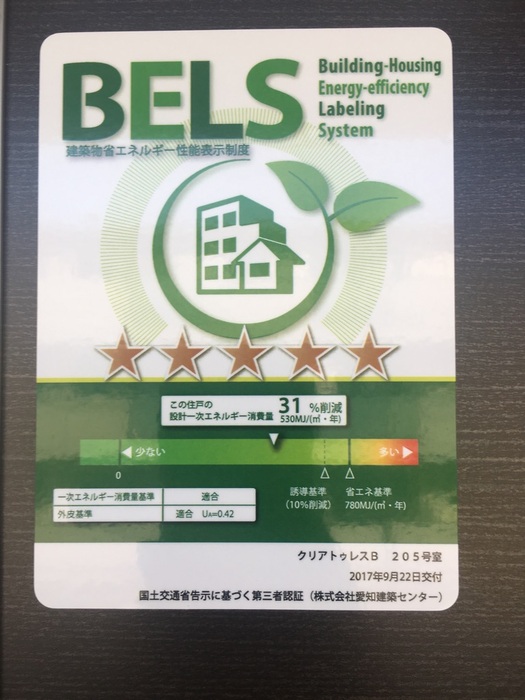 BELS
Building-Housing
Energy-efficiency
Labeling
System
建築物省エネルギー性能表示制度
この住戸の
設計一次エネルギー消費量
31 %削減
530MJ/(㎡・年)
少ない
多い
0
誘導基準
(10%削減)
省エネ基準
780MJ/(㎡・年)
一次エネルギー消費量基準 適合
外皮基準 適合 UA=0.42
クリアトゥレスB 205号室
2017年9月22日交付
国土交通省告示に基づく第三者認証(株式会社愛知建築センター)